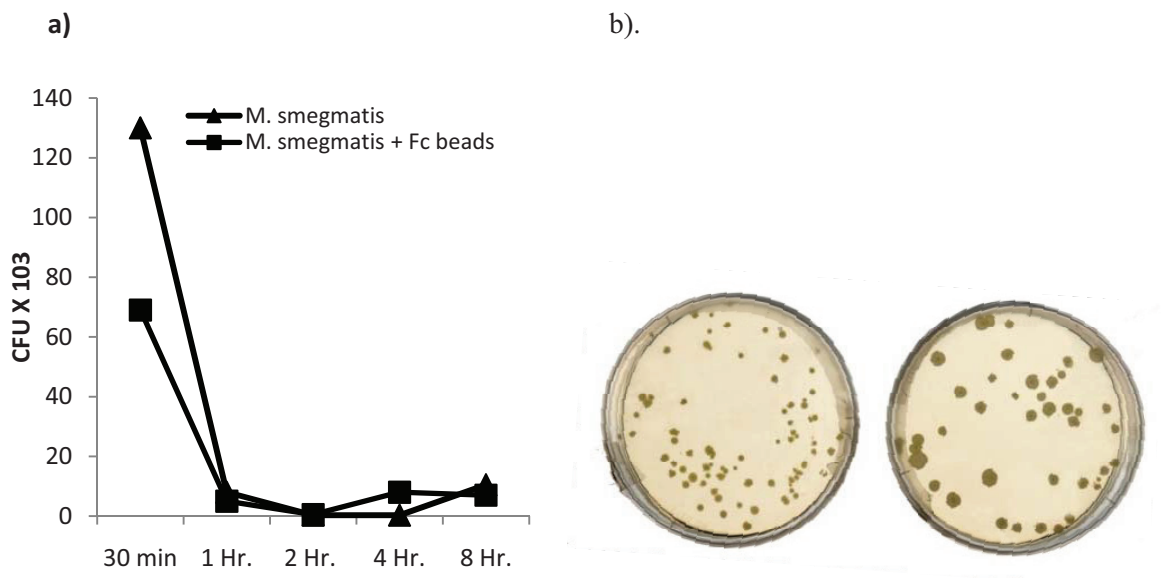 a)
b).
140
M. smegmatis
M. smegmatis + Fc beads
120
100
80
60
40
20
0
CFU X 103
30 min 1 Hr. 2 Hr. 4 Hr. 8 Hr.